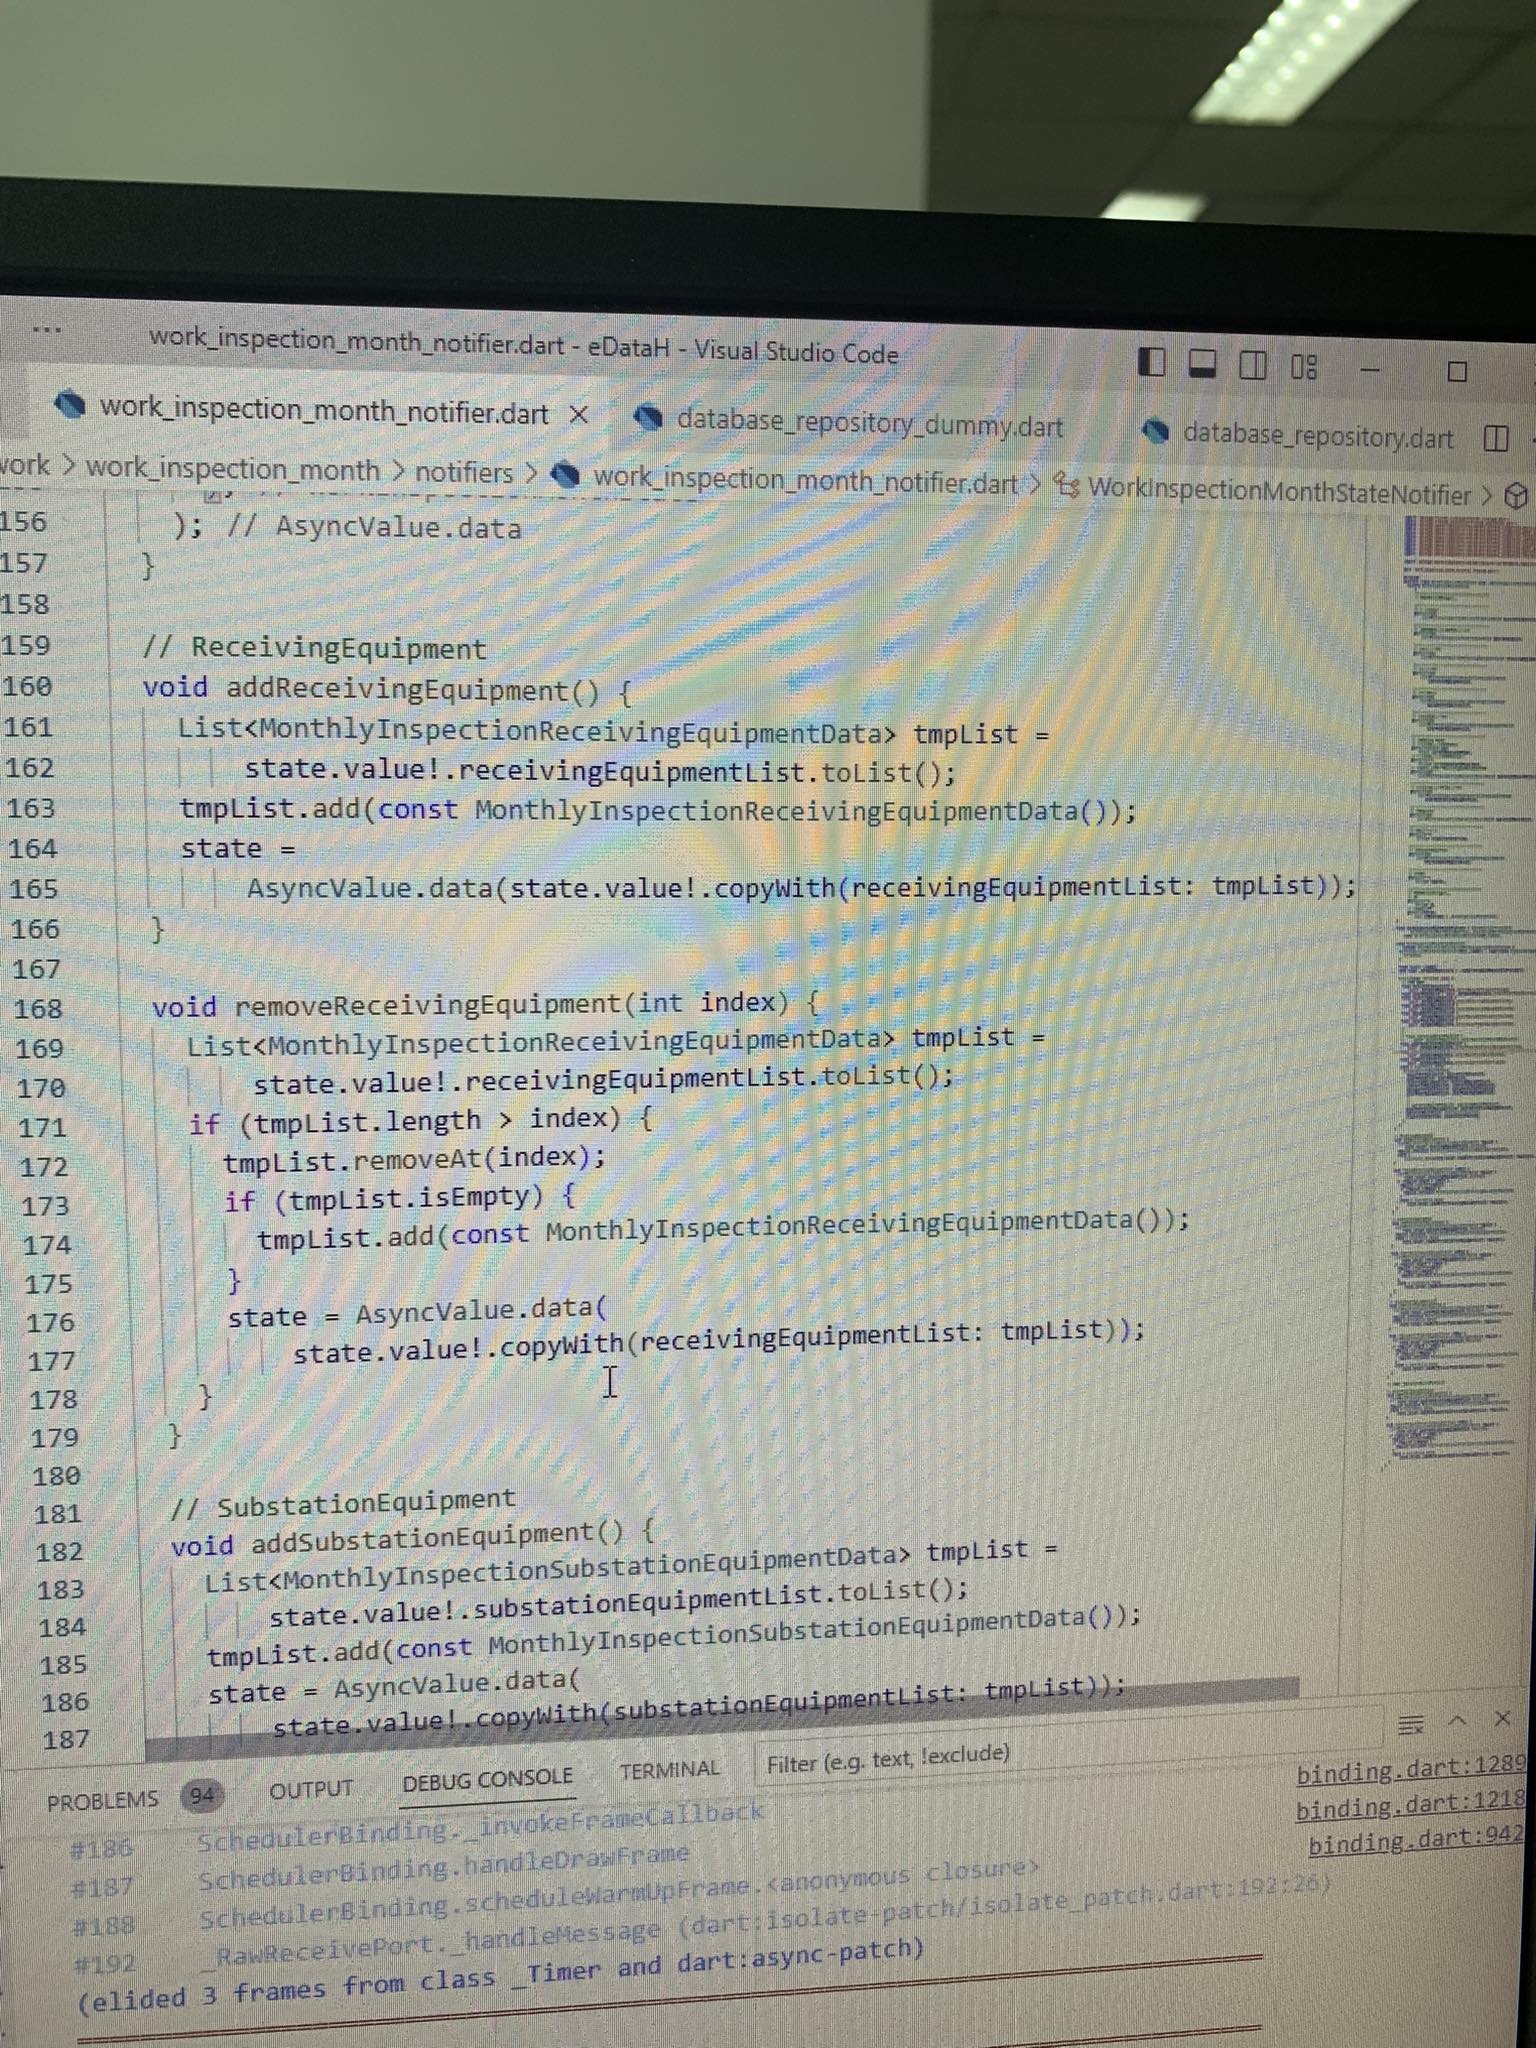 ...
work_inspection_month_notifier.dart - eDataH - Visual Studio Code
work_inspection_month_notifier.dart
database_repository_dummy.dart
database_repository.dart
work > work_inspection_month > notifiers > work_inspection_month_notifier.dart > WorkInspectionMonthStateNotifier >
156 ); // AsyncValue.data
157 }
158
159 // ReceivingEquipment
160 void addReceivingEquipment() {
161 List<MonthlyInspectionReceivingEquipmentData> tmpList =
162 state.value!.receivingEquipmentList.toList();
163 tmpList.add(const MonthlyInspectionReceivingEquipmentData());
164 state =
165 AsyncValue.data(state.value!.copyWith(receivingEquipmentList: tmpList));
166 }
167
168 void removeReceivingEquipment(int index) {
169 List<MonthlyInspectionReceivingEquipmentData> tmpList =
170 state.value!.receivingEquipmentList.toList();
171 if (tmpList.length > index) {
172 tmpList.removeAt(index);
173 if (tmpList.isEmpty) {
174 tmpList.add(const MonthlyInspectionReceivingEquipmentData());
175 }
176 state = AsyncValue.data(
177 state.value!.copyWith(receivingEquipmentList: tmpList));
178 }
179 }
180
181 // SubstationEquipment
182 void addSubstationEquipment() {
183 List<MonthlyInspectionSubstationEquipmentData> tmpList =
184 state.value!.substationEquipmentList.toList();
185 tmpList.add(const MonthlyInspectionSubstationEquipmentData());
186 state = AsyncValue.data(
187 state.value!.copyWith(substationEquipmentList: tmpList));
PROBLEMS 94 OUTPUT DEBUG CONSOLE TERMINAL Filter (e.g. text, !exclude)
binding.dart:1289
#186 SchedulerBinding._invokeFrameCallback binding.dart:1218
#187 SchedulerBinding.handleDrawFrame binding.dart:942
#188 SchedulerBinding.scheduleWarmUpFrame.<anonymous closure>
#192 _RawReceivePort._handleMessage (dart:isolate-patch/isolate_patch.dart:192:26)
(elided 3 frames from class _Timer and dart:async-patch)